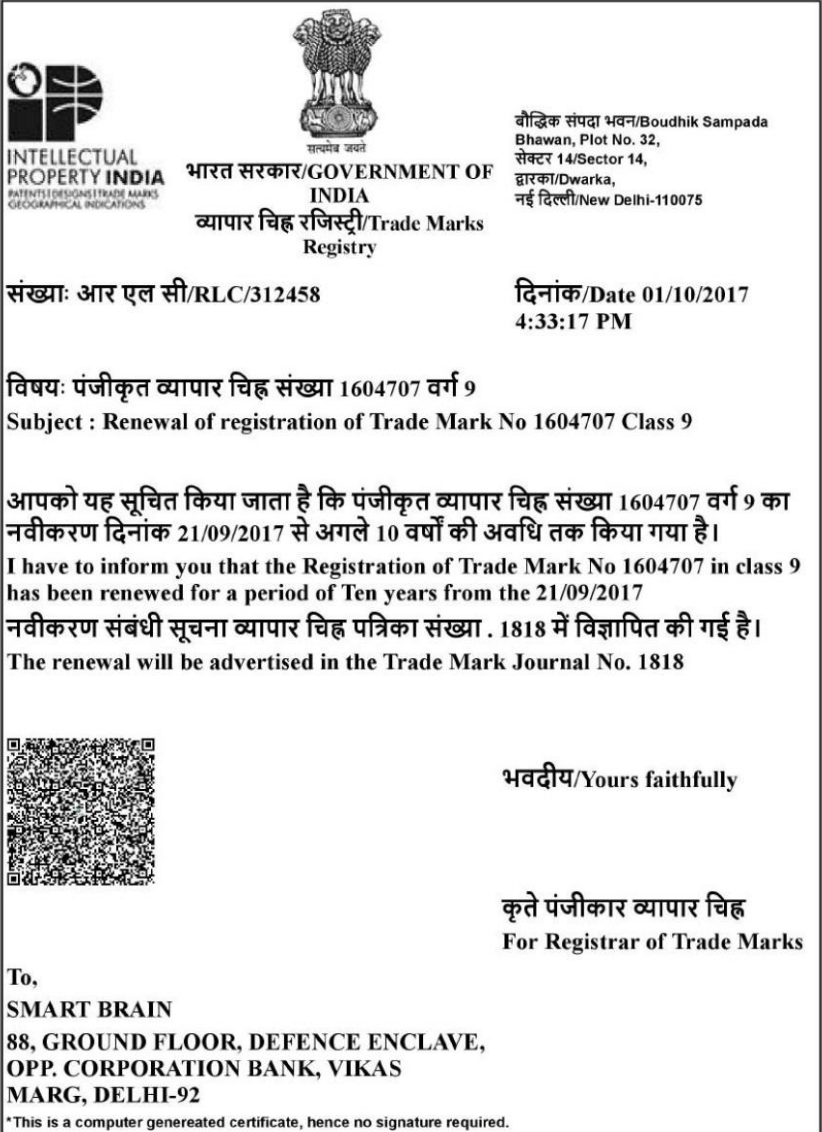 INTELLECTUAL
PROPERTY INDIA
PATENTS | DESIGNS | TRADE MARKS
GEOGRAPHICAL INDICATIONS
सत्यमेव जयते
भारत सरकार/GOVERNMENT OF
INDIA
व्यापार चिह्न रजिस्ट्री/Trade Marks
Registry
बौद्धिक संपदा भवन/Boudhik Sampada
Bhawan, Plot No. 32,
सेक्टर 14/Sector 14,
द्वारका/Dwarka,
नई दिल्ली/New Delhi-110075
संख्याः आर एल सी/RLC/312458
दिनांक/Date 01/10/2017
4:33:17 PM
विषयः पंजीकृत व्यापार चिह्न संख्या 1604707 वर्ग 9
Subject : Renewal of registration of Trade Mark No 1604707 Class 9
आपको यह सूचित किया जाता है कि पंजीकृत व्यापार चिह्न संख्या 1604707 वर्ग 9 का
नवीकरण दिनांक 21/09/2017 से अगले 10 वर्षों की अवधि तक किया गया है।
I have to inform you that the Registration of Trade Mark No 1604707 in class 9
has been renewed for a period of Ten years from the 21/09/2017
नवीकरण संबंधी सूचना व्यापार चिह्न पत्रिका संख्या . 1818 में विज्ञापित की गई है।
The renewal will be advertised in the Trade Mark Journal No. 1818
भवदीय/Yours faithfully
कृते पंजीकार व्यापार चिह्न
For Registrar of Trade Marks
To,
SMART BRAIN
88, GROUND FLOOR, DEFENCE ENCLAVE,
OPP. CORPORATION BANK, VIKAS
MARG, DELHI-92
*This is a computer genereated certificate, hence no signature required.